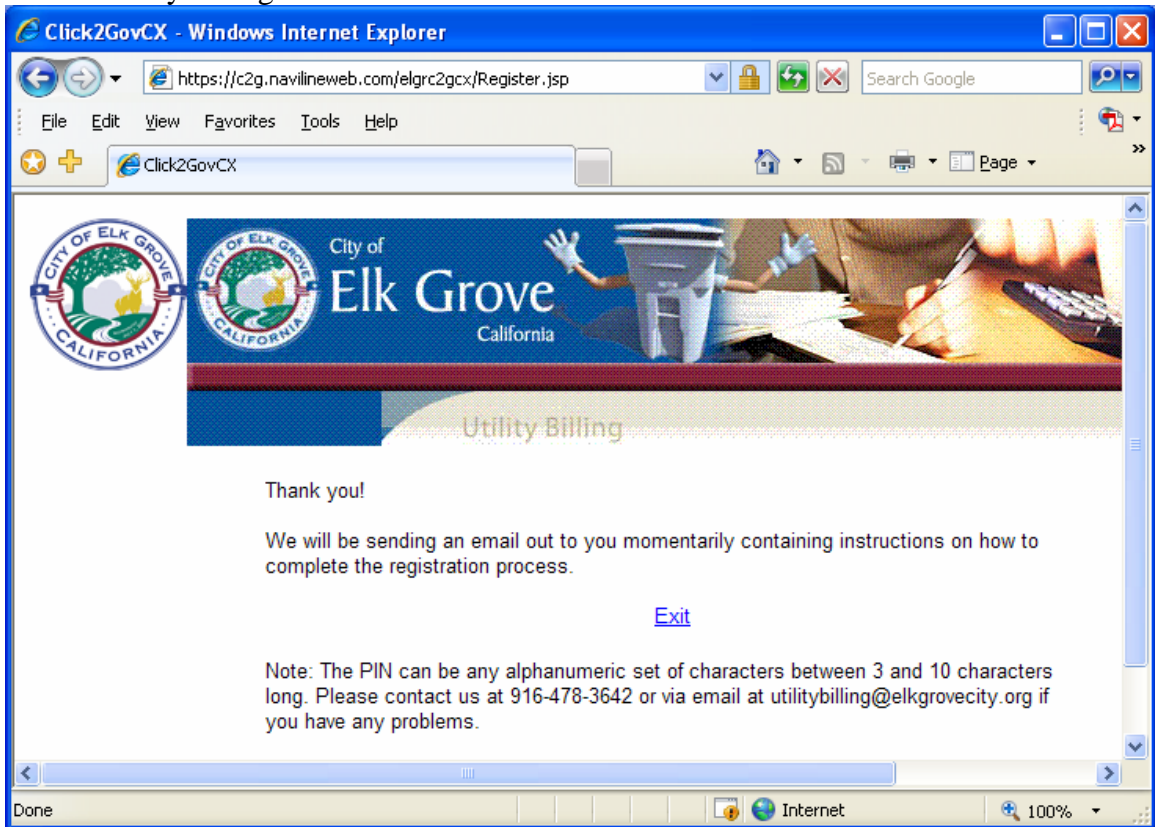 Click2GovCX - Windows Internet Explorer
https://c2g.navilineweb.com/elgrc2gcx/Register.jsp
Search Google
File Edit View Favorites Tools Help
Click2GovCX
Page
CITY OF ELK GROVE
CALIFORNIA
CITY OF ELK GROVE
CALIFORNIA
City of
Elk Grove
California
Utility Billing
Thank you!
We will be sending an email out to you momentarily containing instructions on how to
complete the registration process.
Exit
Note: The PIN can be any alphanumeric set of characters between 3 and 10 characters
long. Please contact us at 916-478-3642 or via email at utilitybilling@elkgrovecity.org if
you have any problems.
Done Internet 100%